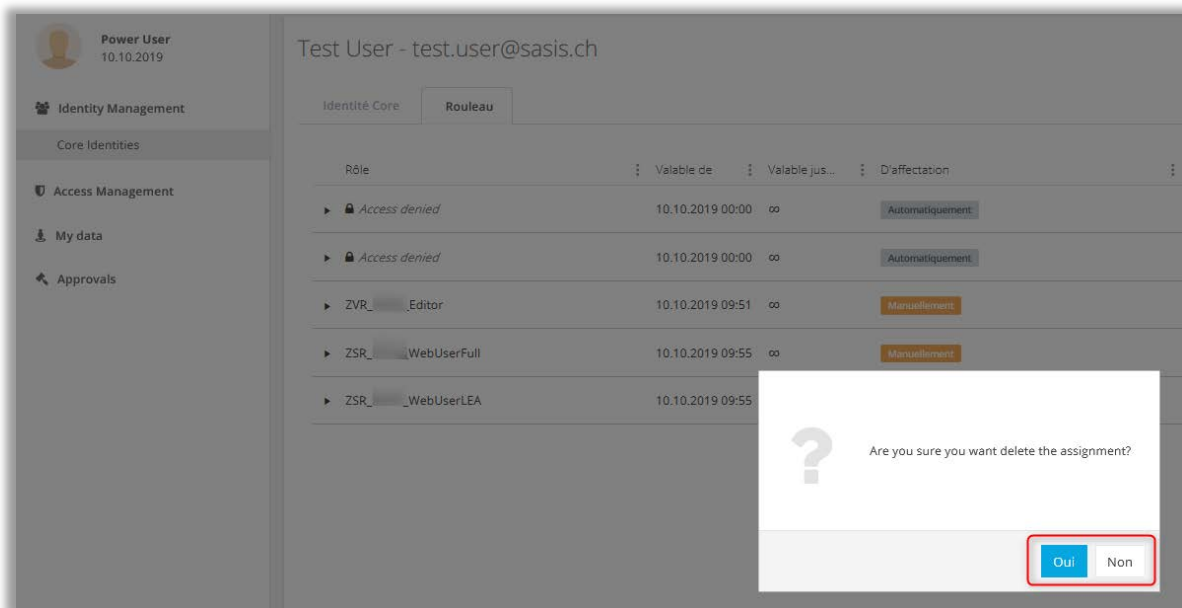 Power User
10.10.2019
Identity Management
Core Identities
Access Management
My data
Approvals
Test User - test.user@sasis.ch
Identité Core Rouleau
Rôle Valable de Valable jus... D'affectation
Access denied 10.10.2019 00:00 ∞ Automatiquement
Access denied 10.10.2019 00:00 ∞ Automatiquement
ZVR_ _Editor 10.10.2019 09:51 ∞ Manuellement
ZSR_ _WebUserFull 10.10.2019 09:55 ∞ Manuellement
ZSR_ _WebUserLEA 10.10.2019 09:55
Are you sure you want delete the assignment?
Oui Non